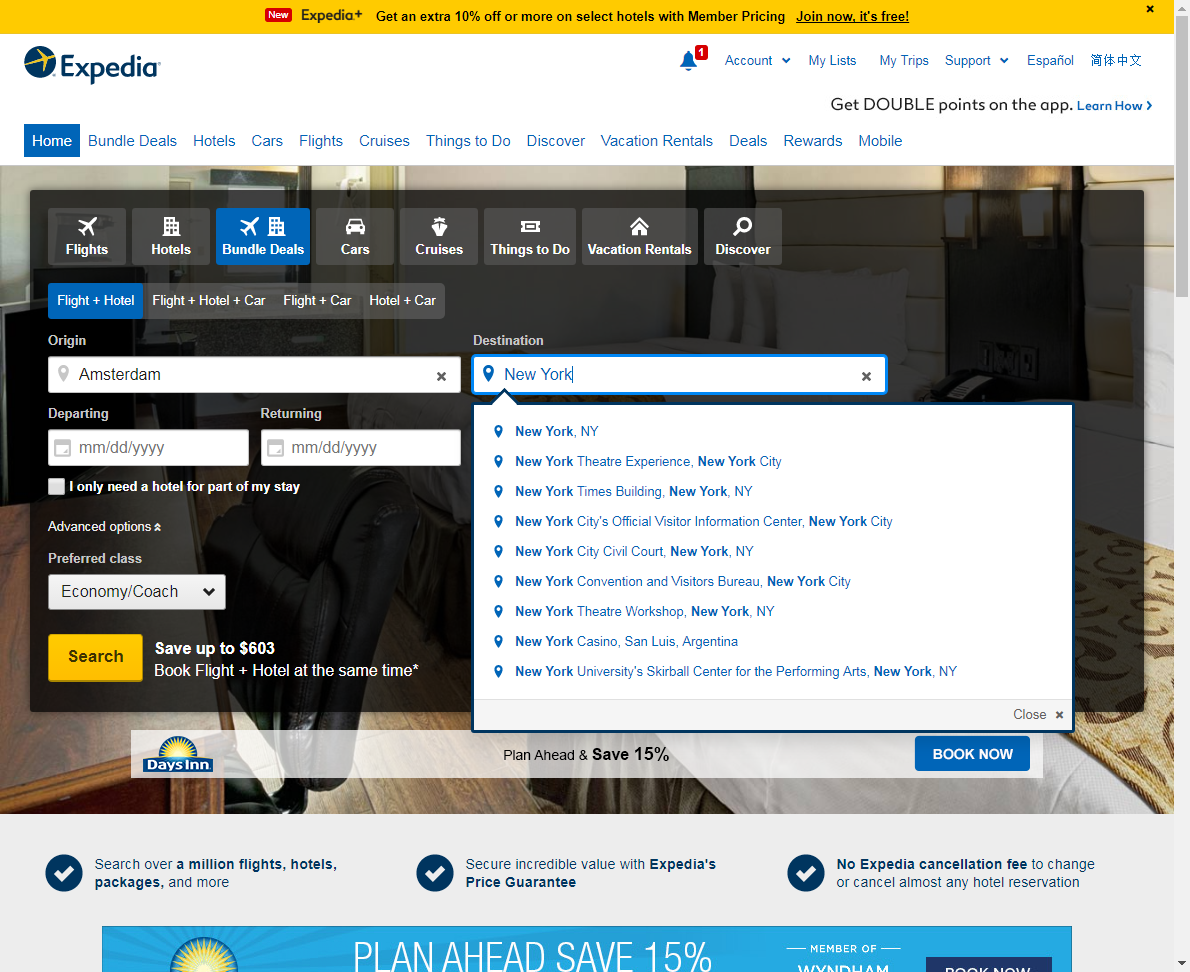 New Expedia+ Get an extra 10% off or more on select hotels with Member Pricing Join now, it's free!
Expedia
1 Account My Lists My Trips Support Español 简体中文
Get DOUBLE points on the app. Learn How
Home Bundle Deals Hotels Cars Flights Cruises Things to Do Discover Vacation Rentals Deals Rewards Mobile
Flights Hotels Bundle Deals Cars Cruises Things to Do Vacation Rentals Discover
Flight + Hotel Flight + Hotel + Car Flight + Car Hotel + Car
Origin Destination
Amsterdam New York
Departing Returning
mm/dd/yyyy mm/dd/yyyy
I only need a hotel for part of my stay
Advanced options
Preferred class
Economy/Coach
Search
Save up to $603
Book Flight + Hotel at the same time*
New York, NY
New York Theatre Experience, New York City
New York Times Building, New York, NY
New York City's Official Visitor Information Center, New York City
New York City Civil Court, New York, NY
New York Convention and Visitors Bureau, New York City
New York Theatre Workshop, New York, NY
New York Casino, San Luis, Argentina
New York University's Skirball Center for the Performing Arts, New York, NY
Close
Days Inn Plan Ahead & Save 15% BOOK NOW
Search over a million flights, hotels,
packages, and more
Secure incredible value with Expedia's
Price Guarantee
No Expedia cancellation fee to change
or cancel almost any hotel reservation
PLAN AHEAD SAVE 15%
MEMBER OF
WYNDHAM
BOOK NOW